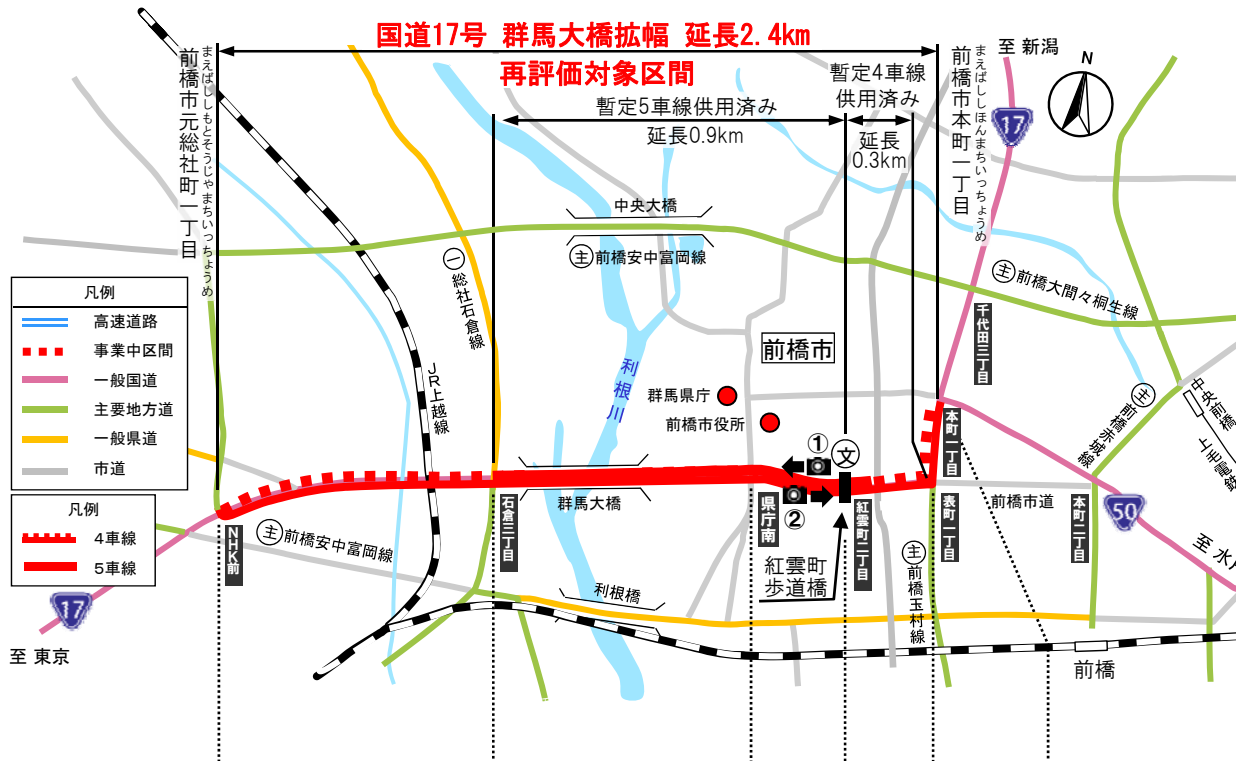 国道17号 群馬大橋拡幅 延長2.4km
再評価対象区間
まえばしし もとそうじゃまちいっちょうめ
前橋市元総社町一丁目
暫定5車線供用済み
延長0.9km
暫定4車線
供用済み
延長
0.3km
まえばししほんまちいっちょうめ
前橋市本町一丁目
至 新潟
17
N
中央大橋
主前橋安中富岡線
一総社石倉線
主前橋大間々桐生線
千代田三丁目
凡例
高速道路
事業中区間
一般国道
主要地方道
一般県道
市道
凡例
4車線
5車線
JR上越線
利根川
前橋市
群馬県庁
前橋市役所
①
文
②
群馬大橋
NHK前
主前橋安中富岡線
石倉三丁目
県庁南
紅雲町
歩道橋
紅雲町二丁目
主前橋玉村線
表町一丁目
本町一丁目
前橋市道
本町二丁目
主前橋赤城線
中央前橋
上毛電鉄
50
至 水戸
利根橋
17
至 東京
前橋